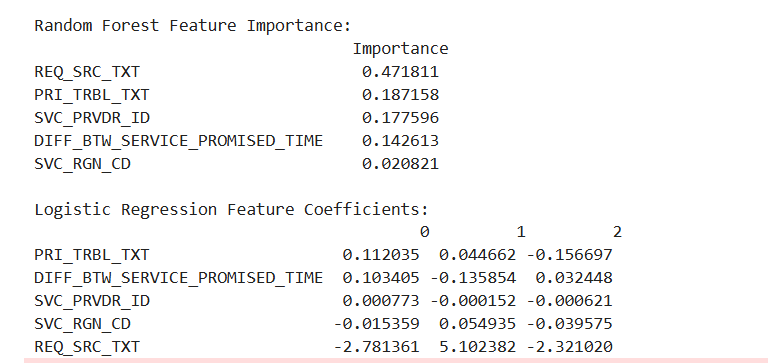 Random Forest Feature Importance:
Importance
REQ_SRC_TXT 0.471811
PRI_TRBL_TXT 0.187158
SVC_PRVDR_ID 0.177596
DIFF_BTW_SERVICE_PROMISED_TIME 0.142613
SVC_RGN_CD 0.020821
Logistic Regression Feature Coefficients:
0 1 2
PRI_TRBL_TXT 0.112035 0.044662 -0.156697
DIFF_BTW_SERVICE_PROMISED_TIME 0.103405 -0.135854 0.032448
SVC_PRVDR_ID 0.000773 -0.000152 -0.000621
SVC_RGN_CD -0.015359 0.054935 -0.039575
REQ_SRC_TXT -2.781361 5.102382 -2.321020